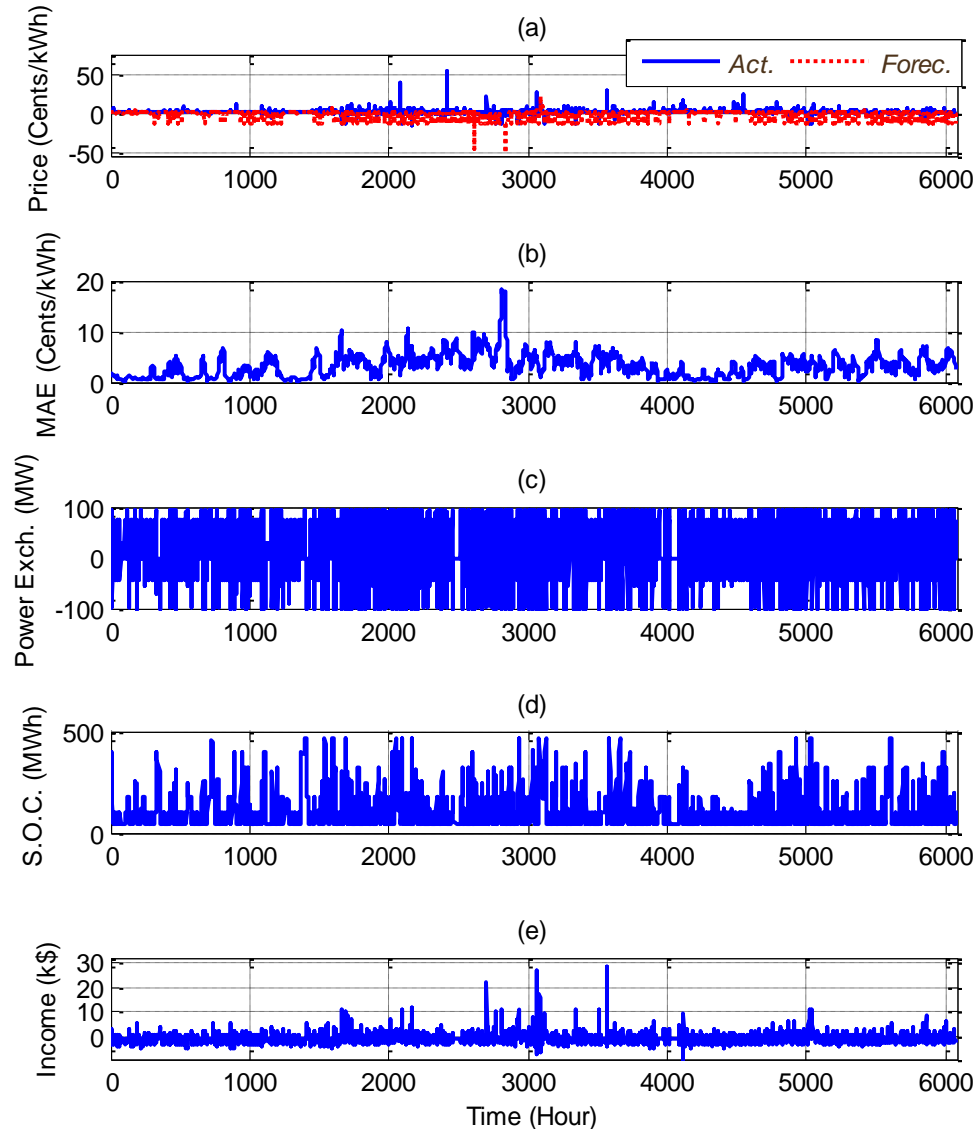 (a)
Price (Cents/kWh)
50
0
-50
Act. Forec.
0 1000 2000 3000 4000 5000 6000
(b)
MAE (Cents/kWh)
20
10
0
0 1000 2000 3000 4000 5000 6000
(c)
Power Exch. (MW)
100
0
-100
0 1000 2000 3000 4000 5000 6000
(d)
S.O.C. (MWh)
500
0
0 1000 2000 3000 4000 5000 6000
(e)
Income (k$)
30
20
10
0
0 1000 2000 3000 4000 5000 6000
Time (Hour)